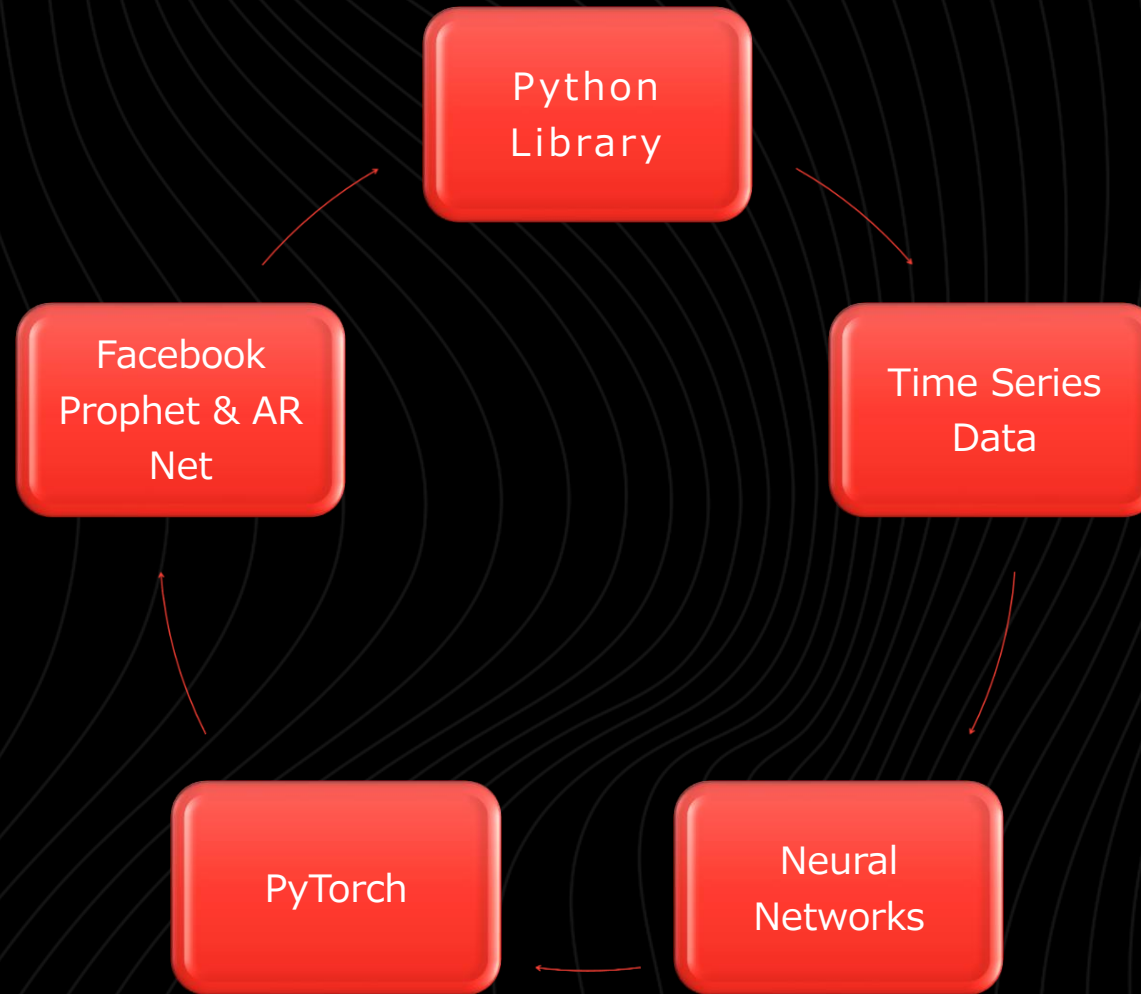 Python
Library
Time Series
Data
Neural
Networks
PyTorch
Facebook
Prophet & AR
Net